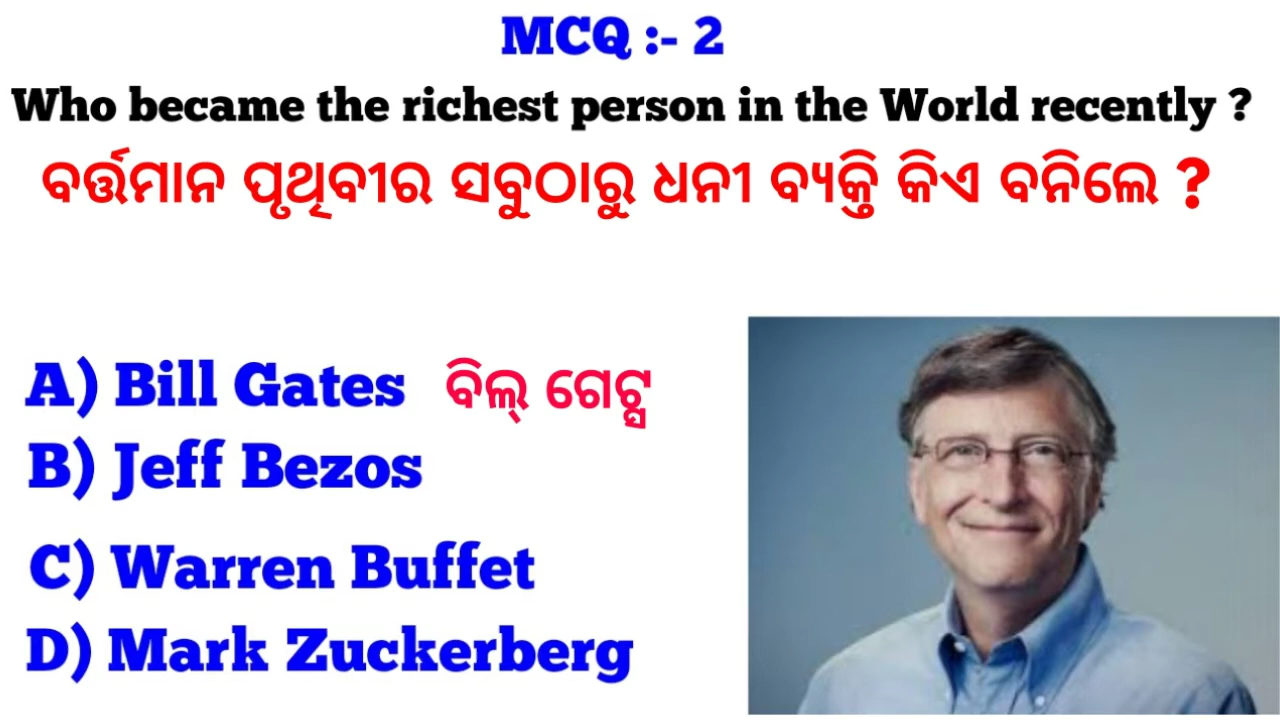 MCQ :- 2
Who became the richest person in the World recently ?
ବର୍ତ୍ତମାନ ପୃଥିବୀର ସବୁଠାରୁ ଧନୀ ବ୍ୟକ୍ତି କିଏ ବନିଲେ ?
A) Bill Gates ବିଲ୍ ଗେଟ୍ସ
B) Jeff Bezos
C) Warren Buffet
D) Mark Zuckerberg